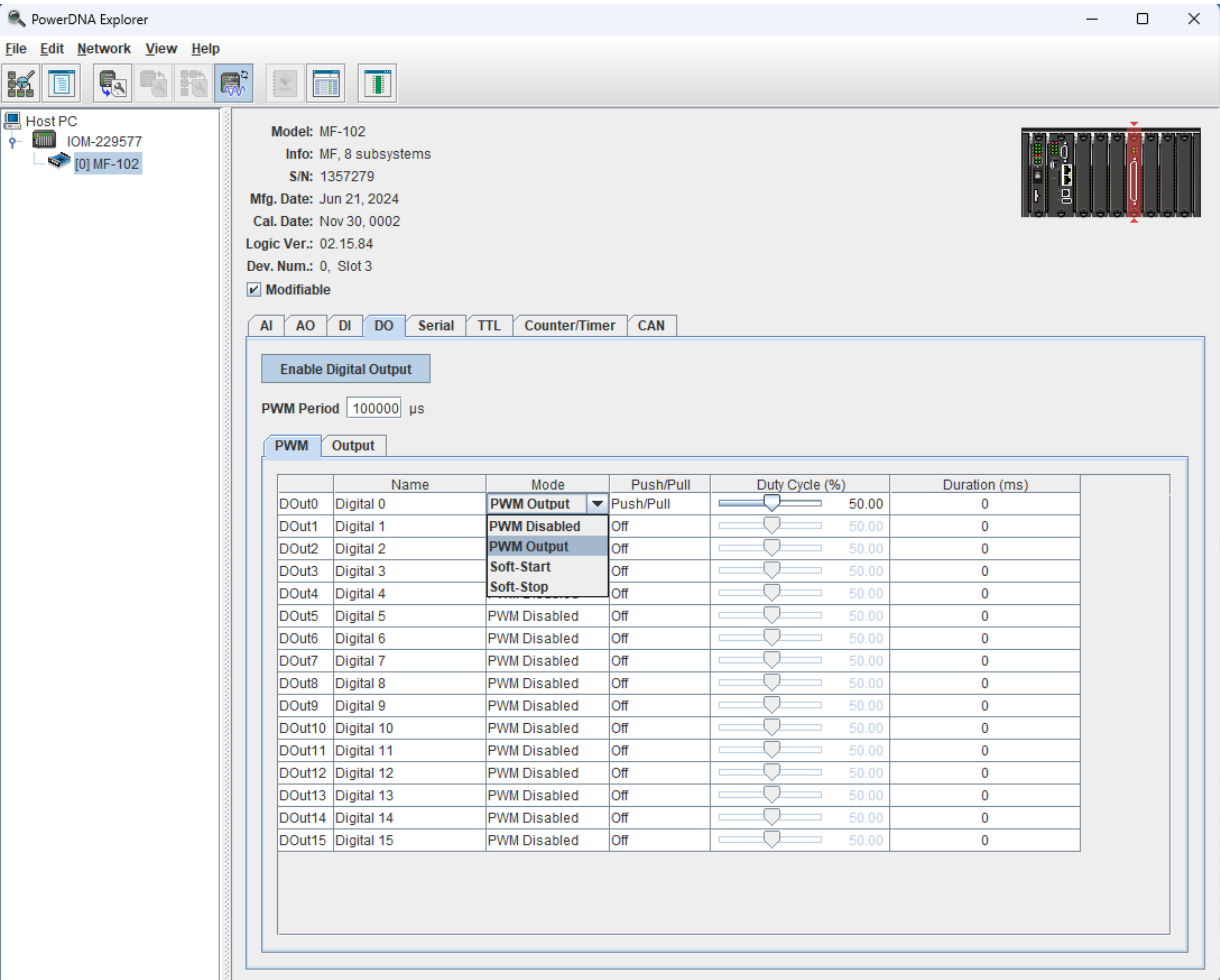 PowerDNA Explorer
File Edit Network View Help
Host PC
IOM-229577
[0] MF-102
Model: MF-102
Info: MF, 8 subsystems
S/N: 1357279
Mfg. Date: Jun 21, 2024
Cal. Date: Nov 30, 0002
Logic Ver.: 02.15.84
Dev. Num.: 0, Slot 3
Modifiable
AI AO DI DO Serial TTL Counter/Timer CAN
Enable Digital Output
PWM Period 100000 µs
PWM Output
Name Mode Push/Pull Duty Cycle (%) Duration (ms)
DOut0 Digital 0 PWM Output Push/Pull 50.00 0
DOut1 Digital 1 PWM Disabled Off 50.00 0
DOut2 Digital 2 PWM Output Off 50.00 0
DOut3 Digital 3 Soft-Start Off 50.00 0
DOut4 Digital 4 Soft-Stop Off 50.00 0
DOut5 Digital 5 PWM Disabled Off 50.00 0
DOut6 Digital 6 PWM Disabled Off 50.00 0
DOut7 Digital 7 PWM Disabled Off 50.00 0
DOut8 Digital 8 PWM Disabled Off 50.00 0
DOut9 Digital 9 PWM Disabled Off 50.00 0
DOut10 Digital 10 PWM Disabled Off 50.00 0
DOut11 Digital 11 PWM Disabled Off 50.00 0
DOut12 Digital 12 PWM Disabled Off 50.00 0
DOut13 Digital 13 PWM Disabled Off 50.00 0
DOut14 Digital 14 PWM Disabled Off 50.00 0
DOut15 Digital 15 PWM Disabled Off 50.00 0